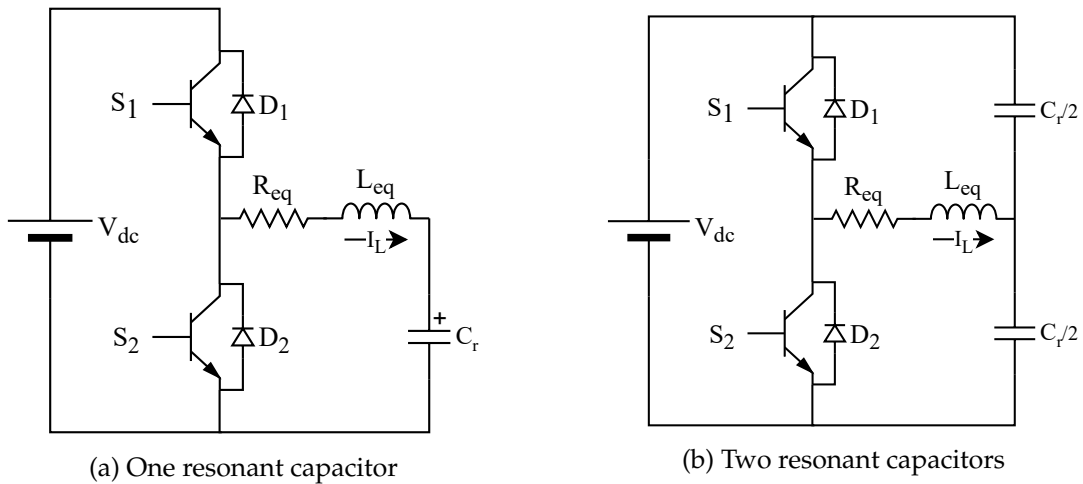 S1
D1
Req
Leq
Vdc
IL
+
S2
D2
Cr
(a) One resonant capacitor
S1
D1
Cr/2
Req
Leq
Vdc
IL
S2
D2
Cr/2
(b) Two resonant capacitors